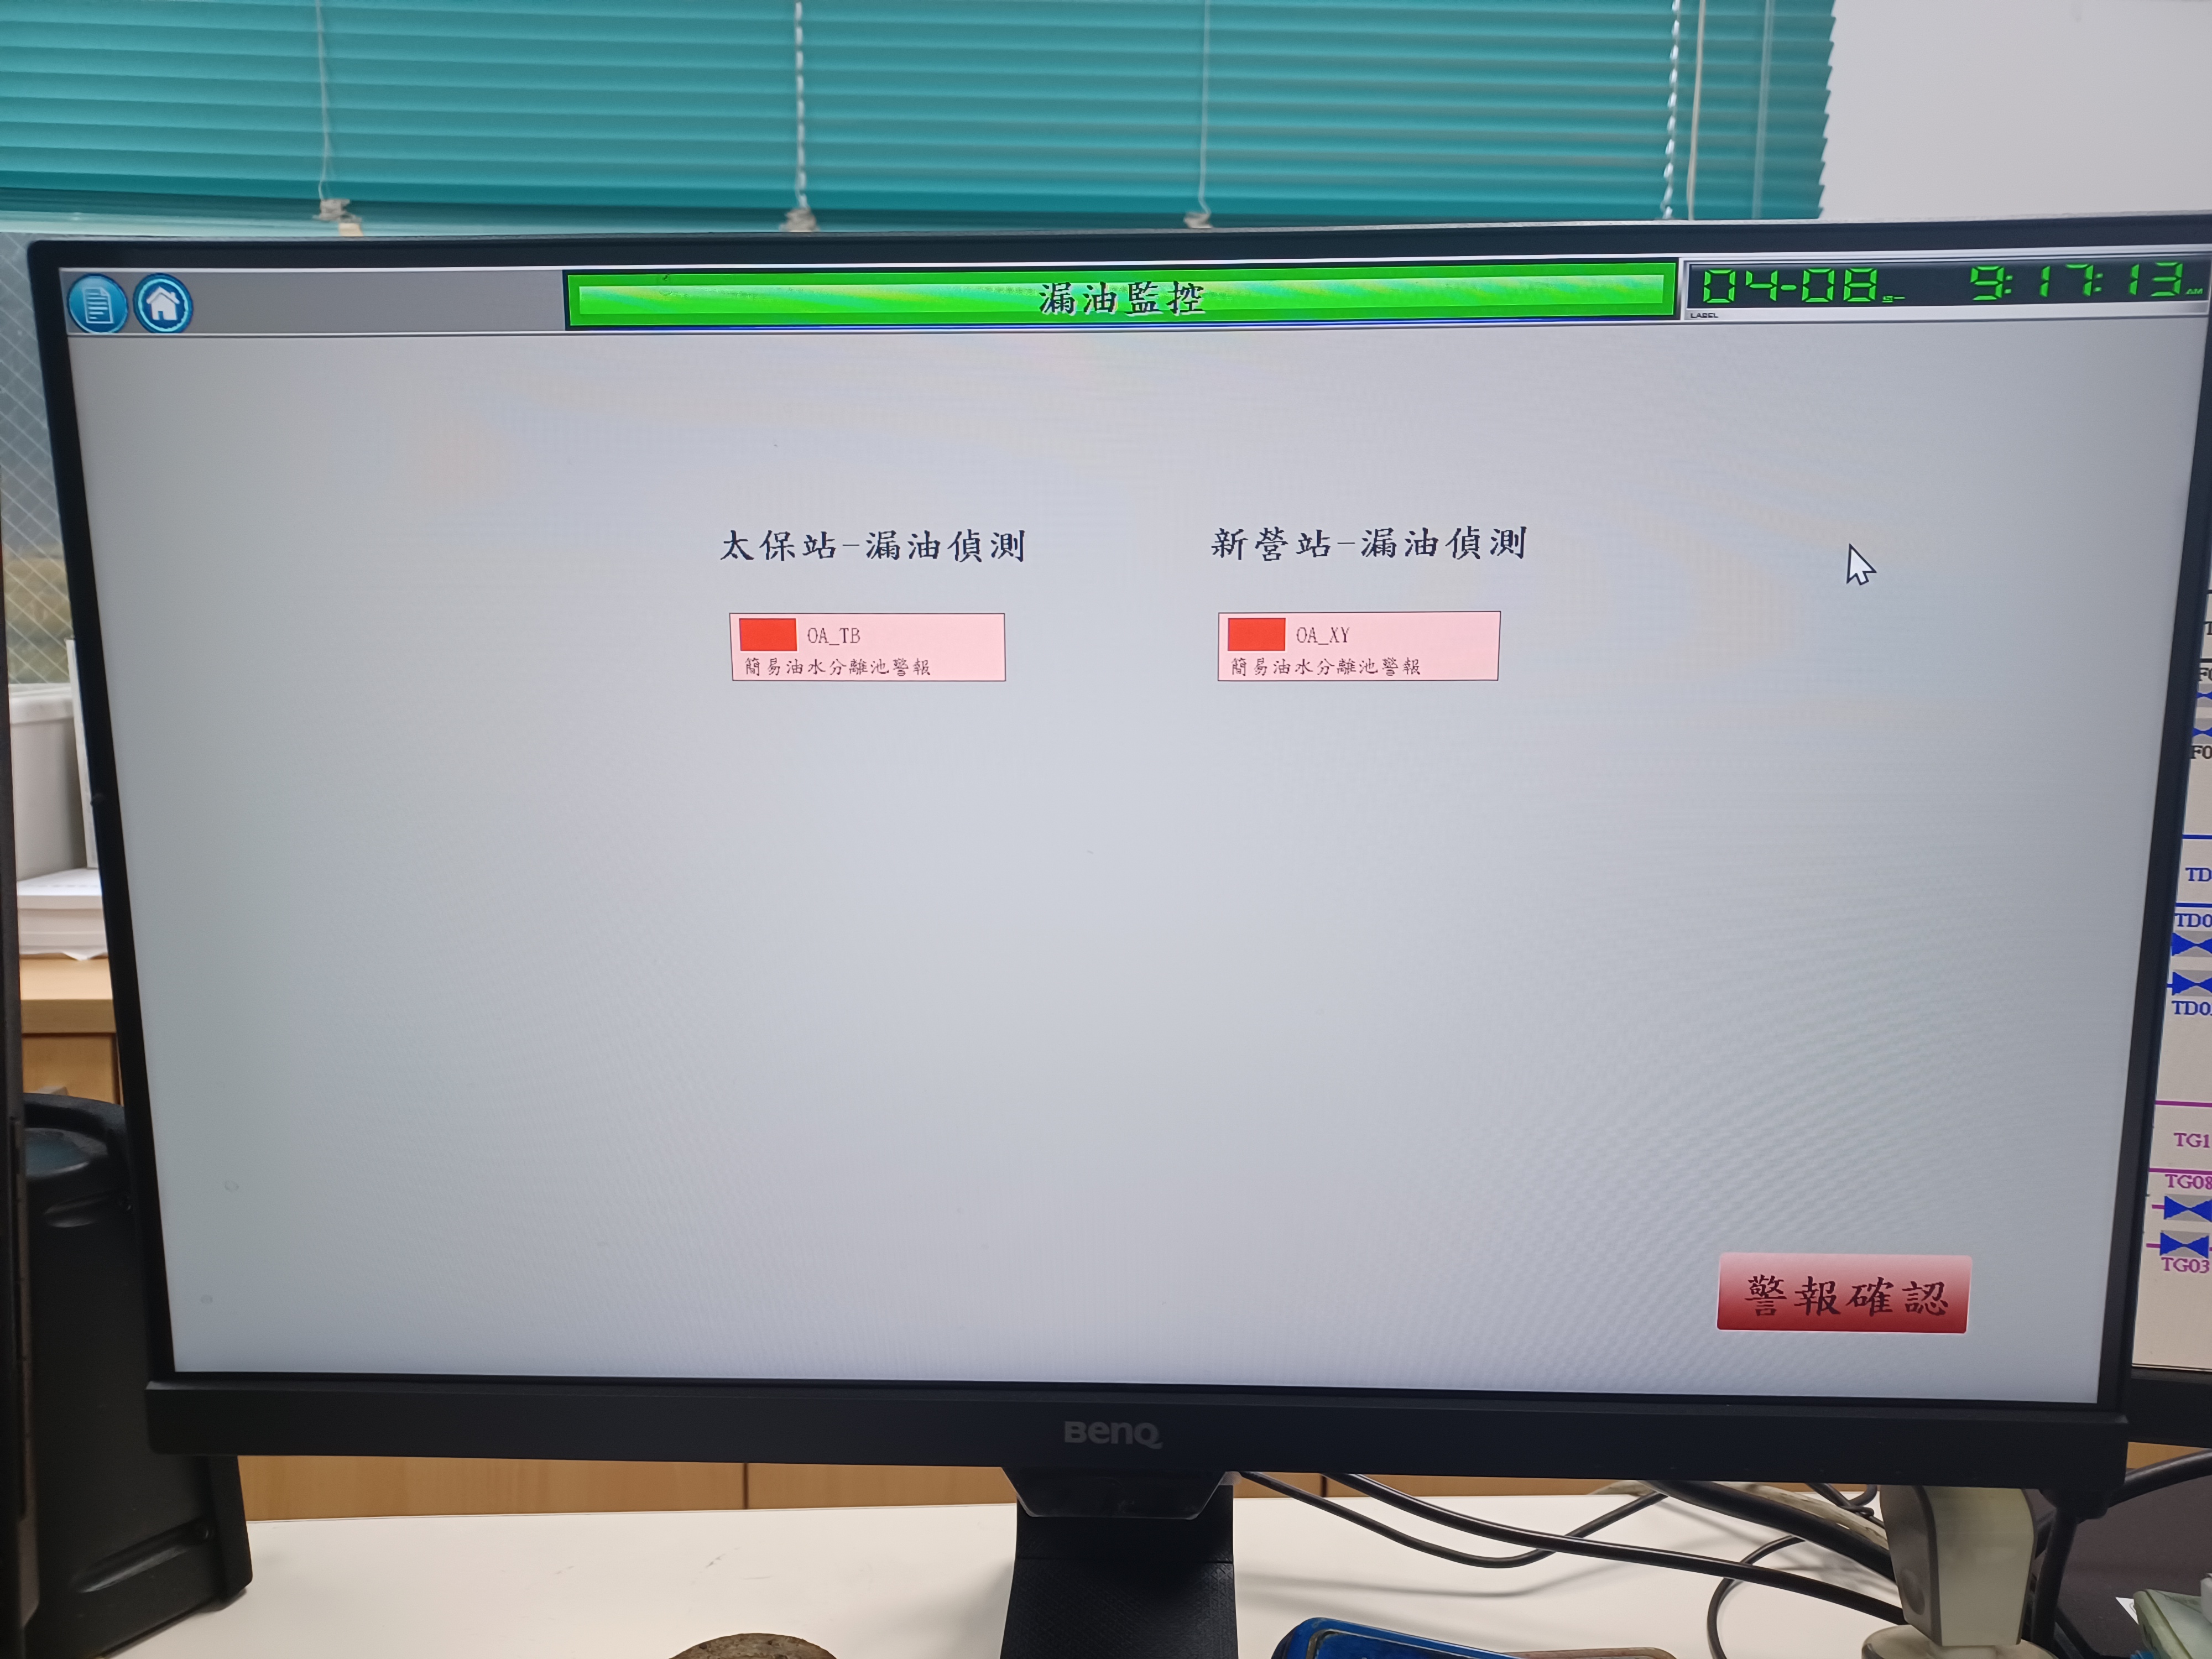 漏油監控
04-08
9:17:13 AM
LABEL
太保站-漏油偵測
新營站-漏油偵測
OA_TB
簡易油水分離池警報
OA_XY
簡易油水分離池警報
警報確認
BenQ
TD
TD0
TD0
TG1
TG08
TG03